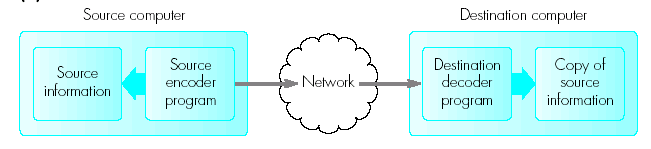 Source computer
Destination computer
Source
information
Source
encoder
program
Network
Destination
decoder
program
Copy of
source
information